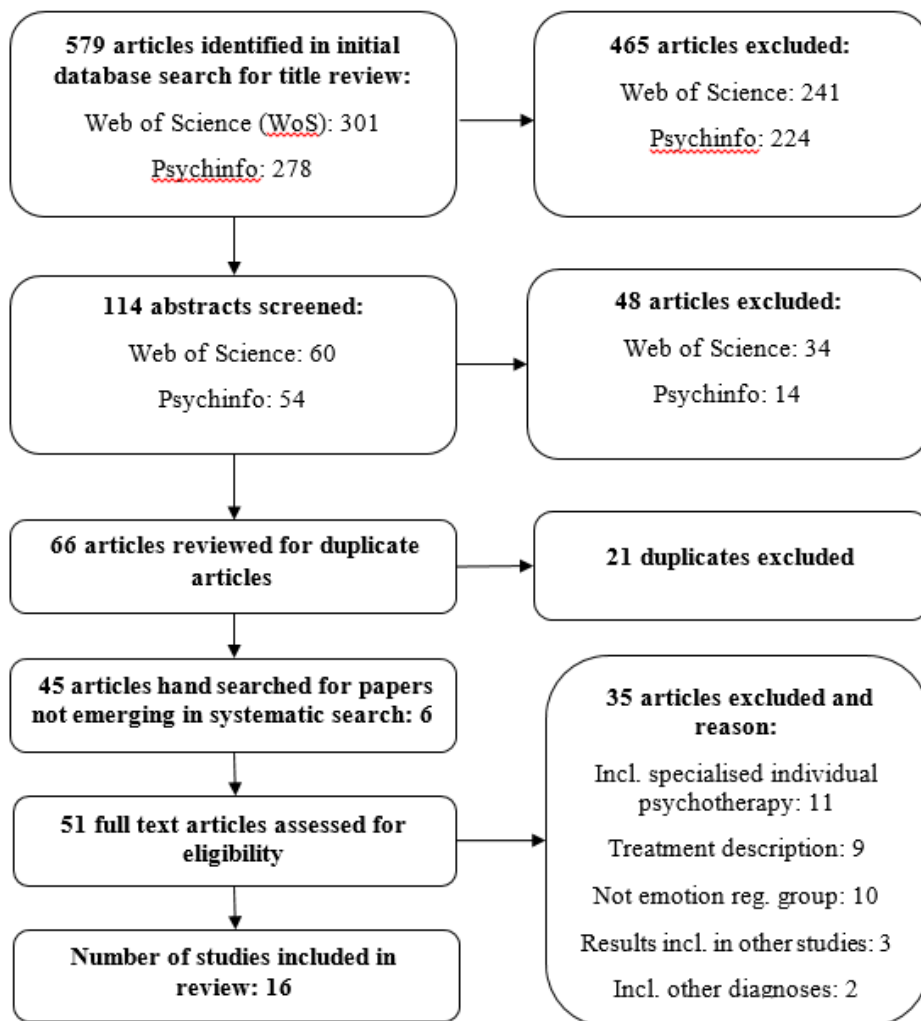 579 articles identified in initial
database search for title review:
Web of Science (WoS): 301
Psychinfo: 278
465 articles excluded:
Web of Science: 241
Psychinfo: 224
114 abstracts screened:
Web of Science: 60
Psychinfo: 54
48 articles excluded:
Web of Science: 34
Psychinfo: 14
66 articles reviewed for duplicate
articles
21 duplicates excluded
45 articles hand searched for papers
not emerging in systematic search: 6
51 full text articles assessed for
eligibility
35 articles excluded and
reason:
Incl. specialised individual
psychotherapy: 11
Treatment description: 9
Not emotion reg. group: 10
Results incl. in other studies: 3
Incl. other diagnoses: 2
Number of studies included in
review: 16